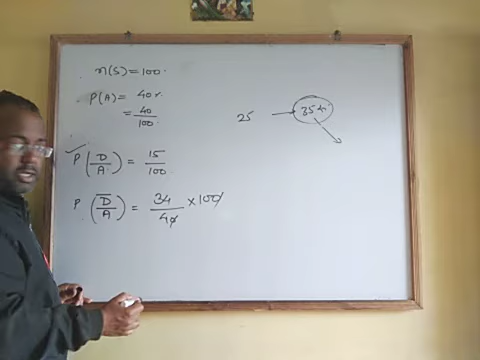 n(S) = 100.
P(A) = 40%
= 40/100
25 → 35%
P(D/A) = 15/100
P(D̅/A) = 34/40 × 100